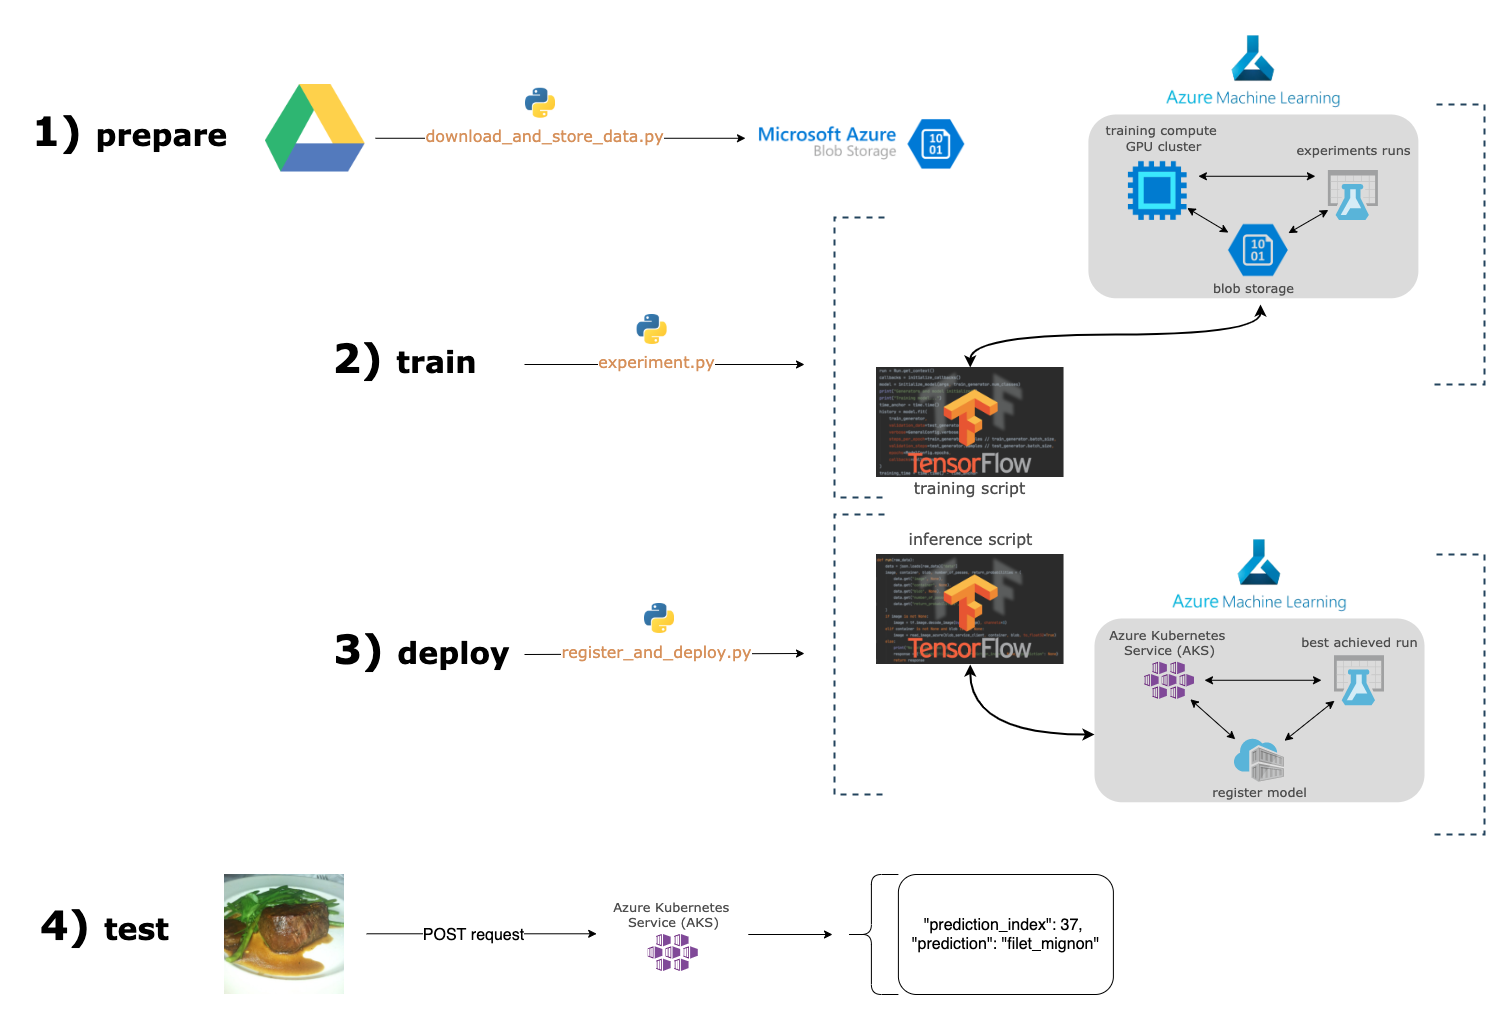 1) prepare
download_and_store_data.py
Microsoft Azure
Blob Storage
10
01
Azure Machine Learning
training compute
GPU cluster
experiments runs
10
01
blob storage
2) train
experiment.py
TensorFlow
training script
inference script
TensorFlow
3) deploy
register_and_deploy.py
Azure Machine Learning
Azure Kubernetes
Service (AKS)
best achieved run
register model
4) test
POST request
Azure Kubernetes
Service (AKS)
"prediction_index": 37,
"prediction": "filet_mignon"